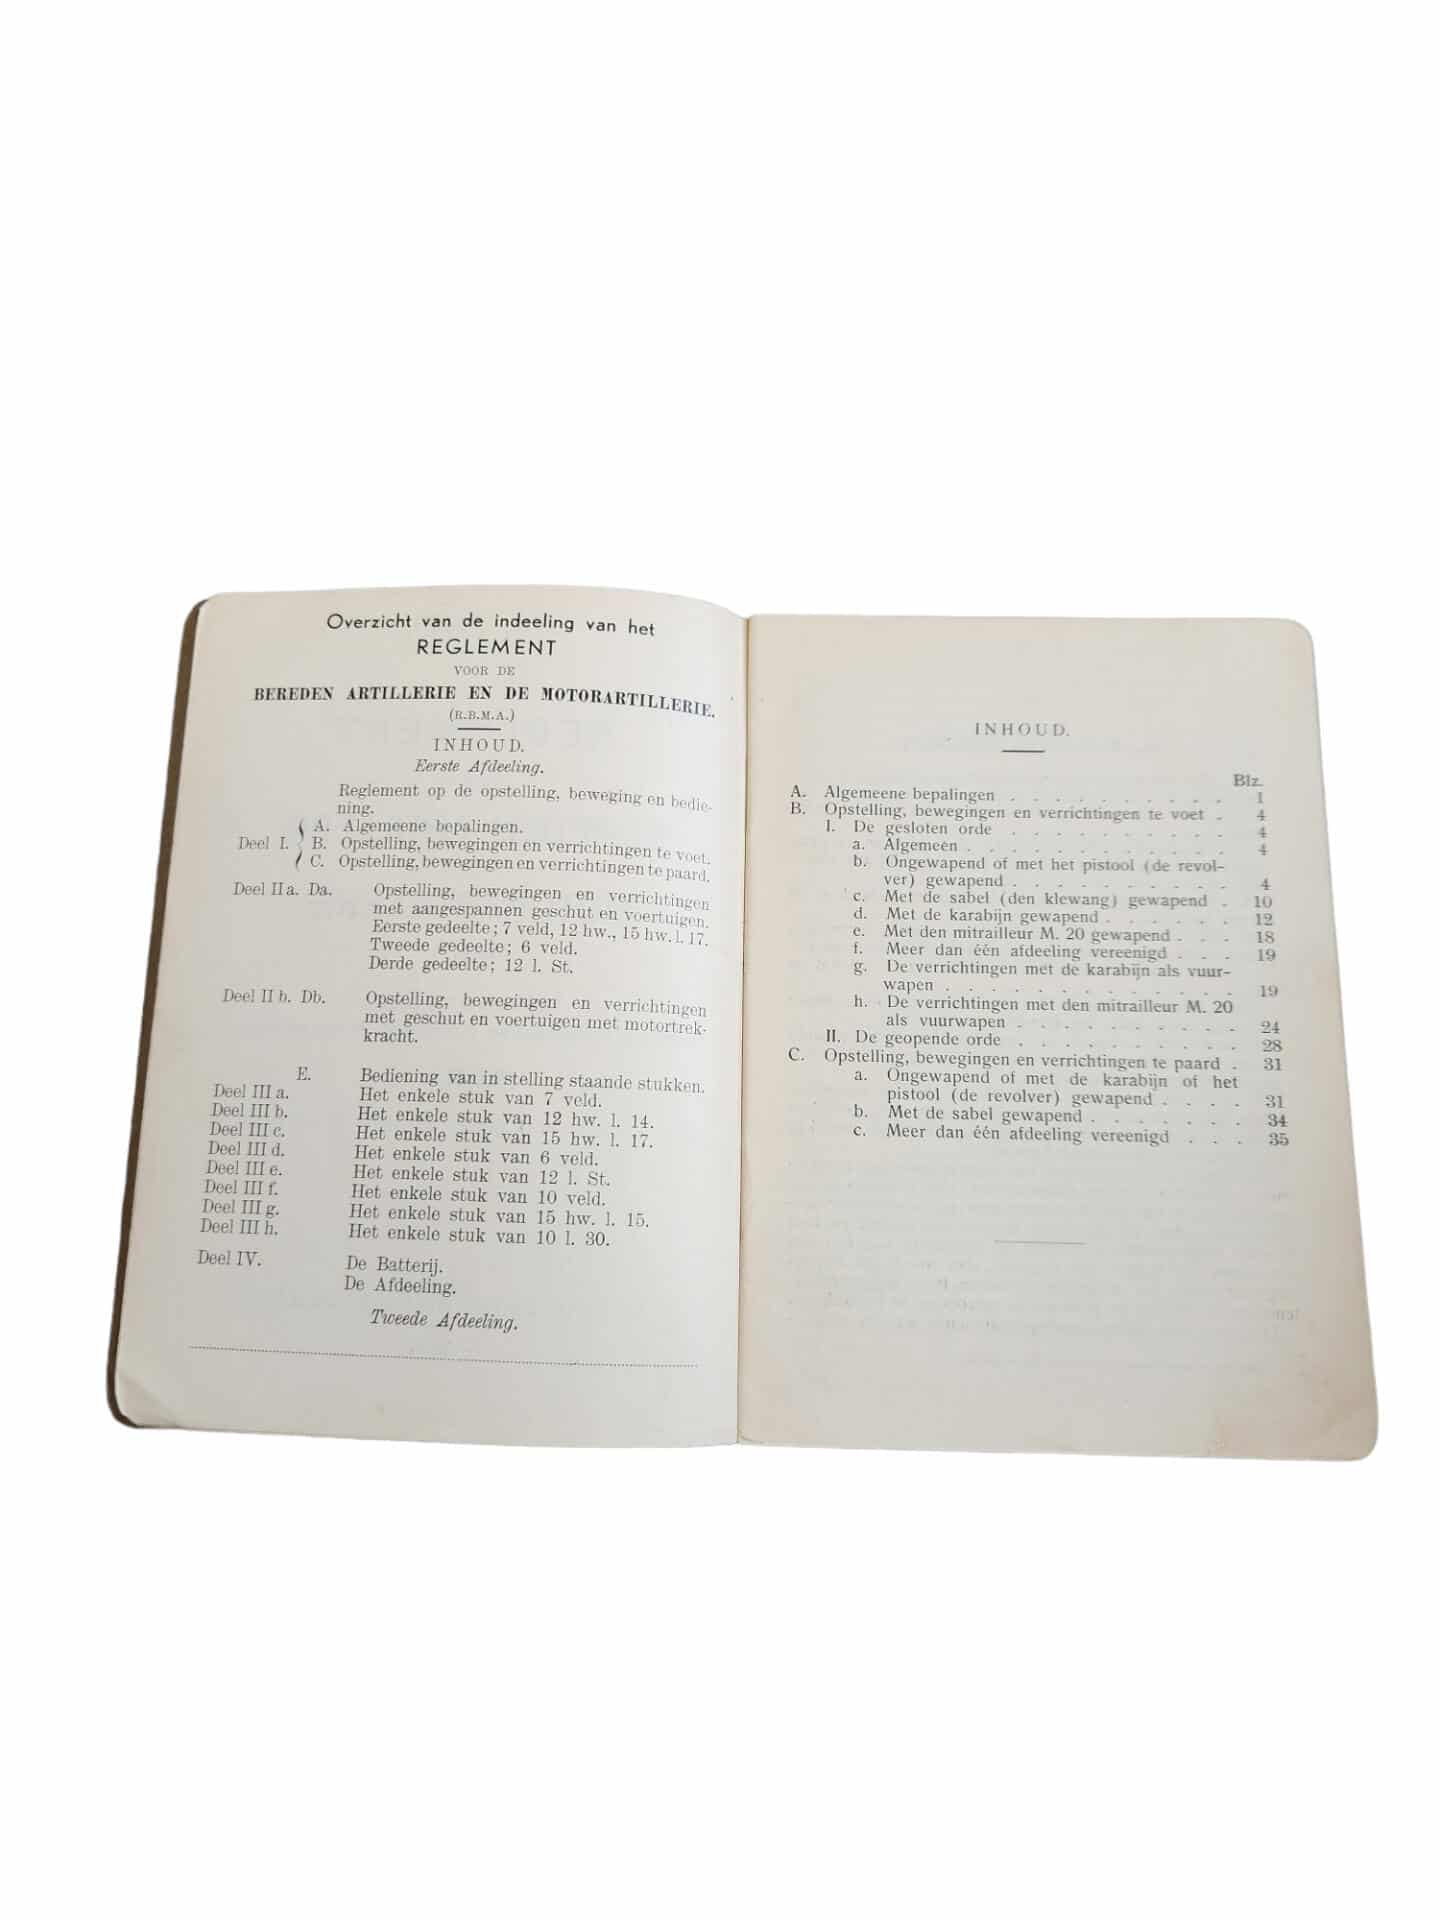 Overzicht van de indeeling van het
REGLEMENT
VOOR DE
BEREDEN ARTILLERIE EN DE MOTORARTILLERIE.
(R.B.M.A.)
INHOUD.
Eerste Afdeeling.
Reglement op de opstelling, beweging en bedie-
ning.
A. Algemeene bepalingen.
Deel I. B. Opstelling, bewegingen en verrichtingen te voet.
C. Opstelling, bewegingen en verrichtingen te paard.
Deel II a. Da. Opstelling, bewegingen en verrichtingen
met aangespannen geschut en voertuigen.
Eerste gedeelte; 7 veld, 12 hw., 15 hw. l. 17.
Tweede gedeelte; 6 veld.
Derde gedeelte; 12 l. St.
Deel II b. Db. Opstelling, bewegingen en verrichtingen
met geschut en voertuigen met motortrek-
kracht.
E. Bediening van in stelling staande stukken.
Deel III a. Het enkele stuk van 7 veld.
Deel III b. Het enkele stuk van 12 hw. l. 14.
Deel III c. Het enkele stuk van 15 hw. l. 17.
Deel III d. Het enkele stuk van 6 veld.
Deel III e. Het enkele stuk van 12 l. St.
Deel III f. Het enkele stuk van 10 veld.
Deel III g. Het enkele stuk van 15 hw. l. 15.
Deel III h. Het enkele stuk van 10 l. 30.
Deel IV. De Batterij.
De Afdeeling.
Tweede Afdeeling.
INHOUD.
Blz.
A. Algemeene bepalingen . . . . . . . . . . 1
B. Opstelling, bewegingen en verrichtingen te voet . 4
I. De gesloten orde . . . . . . . . . . 4
a. Algemeen . . . . . . . . . . . . 4
b. Ongewapend of met het pistool (de revol-
ver) gewapend . . . . . . . . . . 4
c. Met de sabel (den klewang) gewapend . 10
d. Met de karabijn gewapend . . . . . . 12
e. Met den mitrailleur M. 20 gewapend . . . 18
f. Meer dan één afdeeling vereenigd . . . 19
g. De verrichtingen met de karabijn als vuur-
wapen . . . . . . . . . . . . . 19
h. De verrichtingen met den mitrailleur M. 20
als vuurwapen . . . . . . . . . . 24
II. De geopende orde . . . . . . . . . . 28
C. Opstelling, bewegingen en verrichtingen te paard . 31
a. Ongewapend of met de karabijn of het
pistool (de revolver) gewapend . . . . 31
b. Met de sabel gewapend . . . . . . . 34
c. Meer dan één afdeeling vereenigd . . . 35